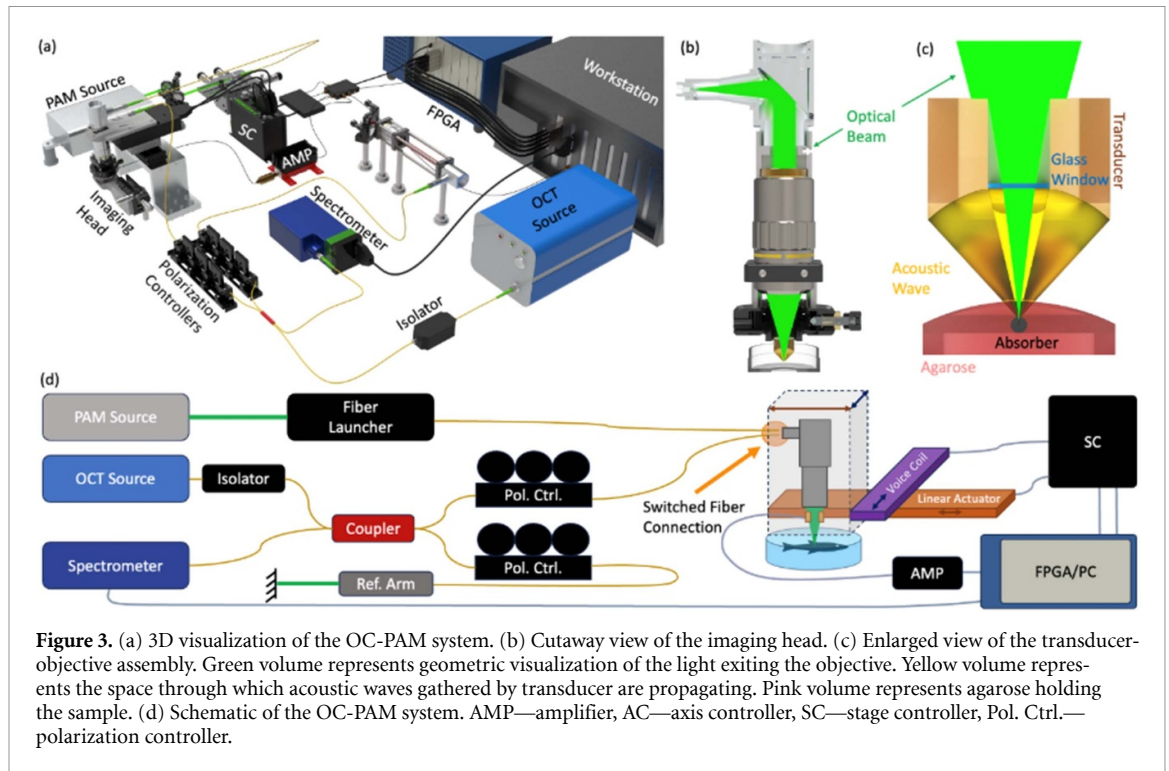 (a)
PAM Source
SC
AMP
FPGA
Workstation
Imaging
Head
Spectrometer
OCT
Source
Polarization
Controllers
Isolator
(b)
Optical
Beam
(c)
Transducer
Glass
Window
Acoustic
Wave
Absorber
Agarose
(d)
PAM Source
Fiber
Launcher
OCT Source
Isolator
Pol. Ctrl.
Coupler
Spectrometer
Pol. Ctrl.
Ref. Arm
Switched Fiber
Connection
Voice Coil
Linear Actuator
SC
AMP
FPGA/PC
Figure 3. (a) 3D visualization of the OC-PAM system. (b) Cutaway view of the imaging head. (c) Enlarged view of the transducer-
objective assembly. Green volume represents geometric visualization of the light exiting the objective. Yellow volume repres-
ents the space through which acoustic waves gathered by transducer are propagating. Pink volume represents agarose holding
the sample. (d) Schematic of the OC-PAM system. AMP—amplifier, AC—axis controller, SC—stage controller, Pol. Ctrl.—
polarization controller.